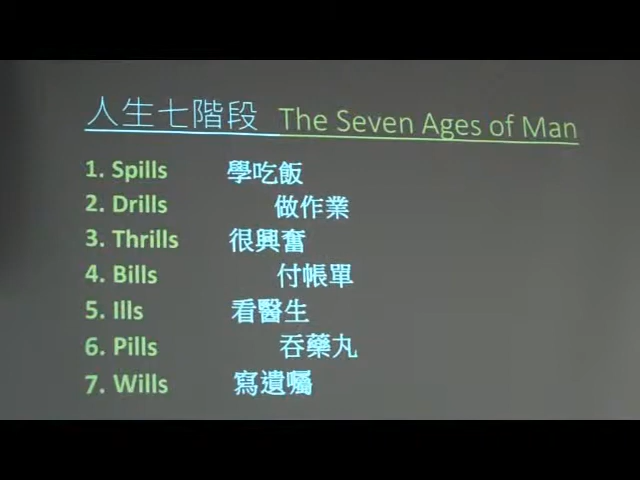 人生七階段 The Seven Ages of Man
1. Spills 學吃飯
2. Drills 做作業
3. Thrills 很興奮
4. Bills 付帳單
5. Ills 看醫生
6. Pills 吞藥丸
7. Wills 寫遺囑